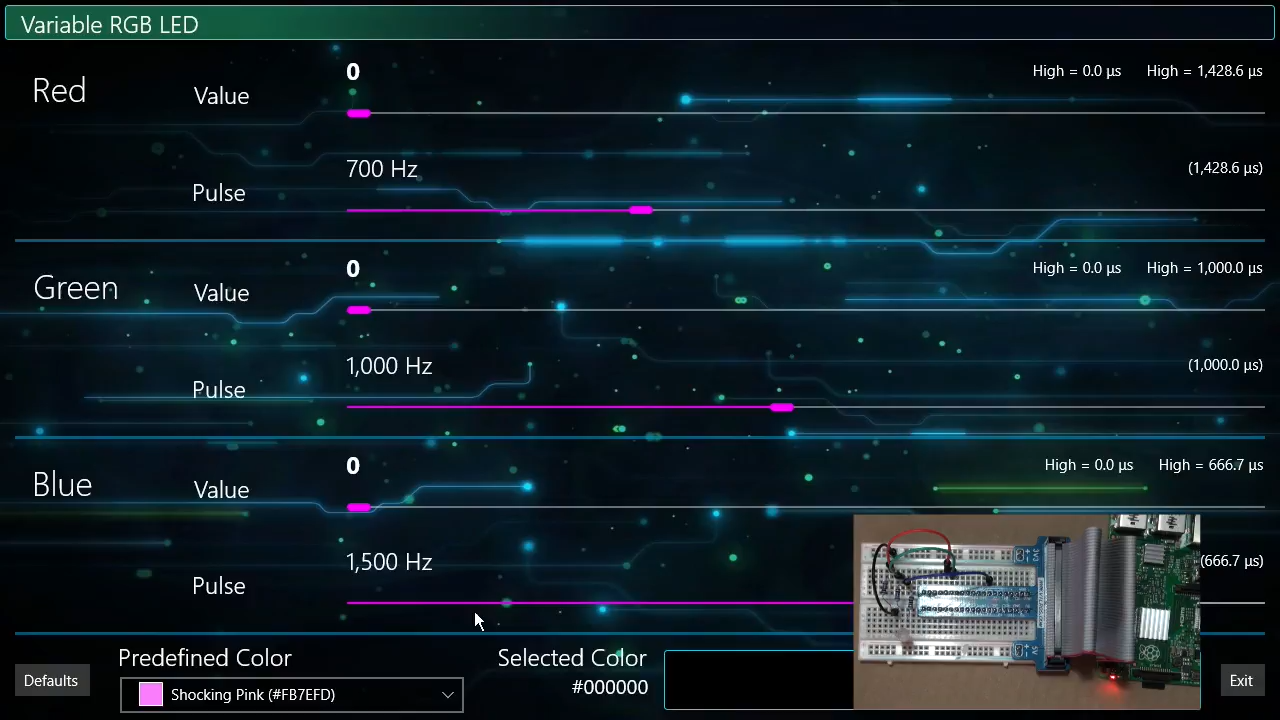 Variable RGB LED
Red
Value
0
High = 0.0 µs
High = 1,428.6 µs
Pulse
700 Hz
(1,428.6 µs)
Green
Value
0
High = 0.0 µs
High = 1,000.0 µs
Pulse
1,000 Hz
(1,000.0 µs)
Blue
Value
0
High = 0.0 µs
High = 666.7 µs
Pulse
1,500 Hz
(666.7 µs)
Defaults
Predefined Color
Shocking Pink (#FB7EFD)
Selected Color
#000000
3V3
5V
Exit